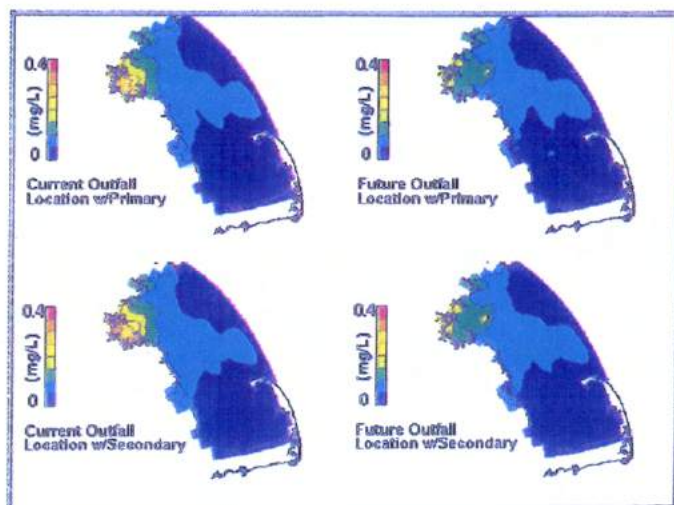 0.4
(mg/L)
0
Current Outfall
Location w/Primary
0.4
(mg/L)
0
Future Outfall
Location w/Primary
0.4
(mg/L)
0
Current Outfall
Location w/Secondary
0.4
(mg/L)
0
Future Outfall
Location w/Secondary